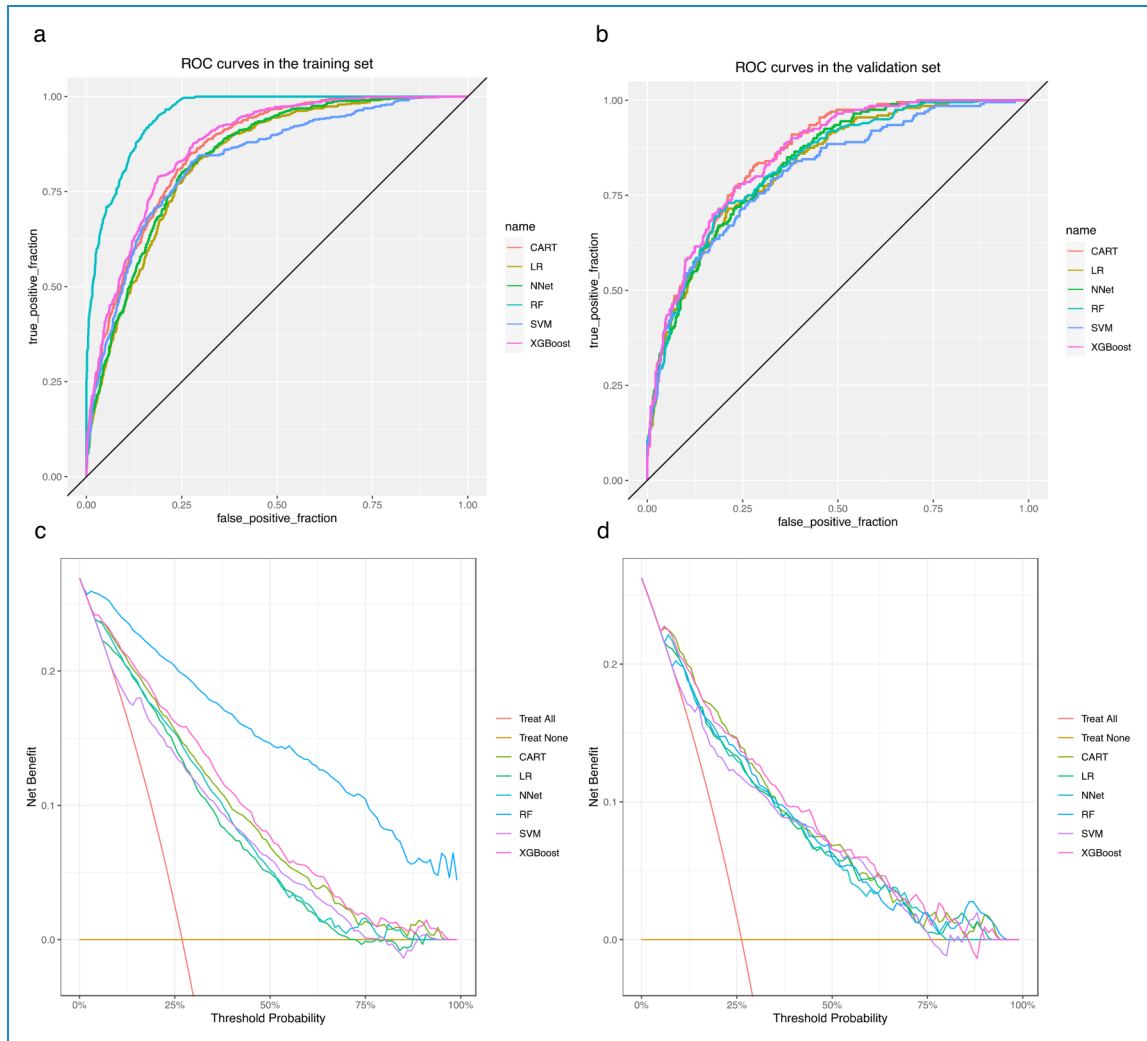 a
ROC curves in the training set
1.00
0.75
0.50
0.25
0.00
true_positive_fraction
0.00
0.25
0.50
0.75
1.00
false_positive_fraction
name
CART
LR
NNet
RF
SVM
XGBoost
b
ROC curves in the validation set
1.00
0.75
0.50
0.25
0.00
true_positive_fraction
0.00
0.25
0.50
0.75
1.00
false_positive_fraction
name
CART
LR
NNet
RF
SVM
XGBoost
c
0.2
0.1
0.0
Net Benefit
0%
25%
50%
75%
100%
Threshold Probability
Treat All
Treat None
CART
LR
NNet
RF
SVM
XGBoost
d
0.2
0.1
0.0
Net Benefit
0%
25%
50%
75%
100%
Threshold Probability
Treat All
Treat None
CART
LR
NNet
RF
SVM
XGBoost